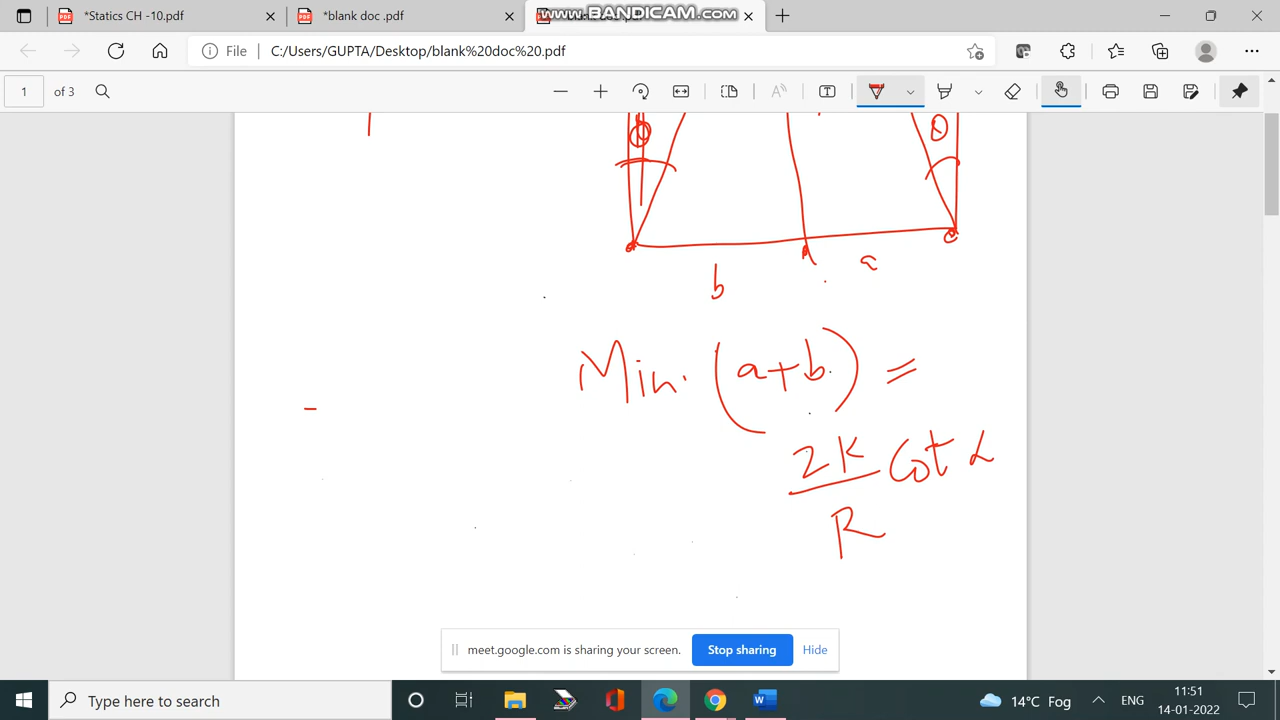 *Statics CH -10.pdf
*blank doc .pdf
www.BANDICAM.com
File
C:/Users/GUPTA/Desktop/blank%20doc%20.pdf
1
of 3
b
a
Min. (a+b) =
2K
Cot α
R
meet.google.com is sharing your screen.
Stop sharing
Hide
Type here to search
14°C Fog
ENG
11:51
14-01-2022